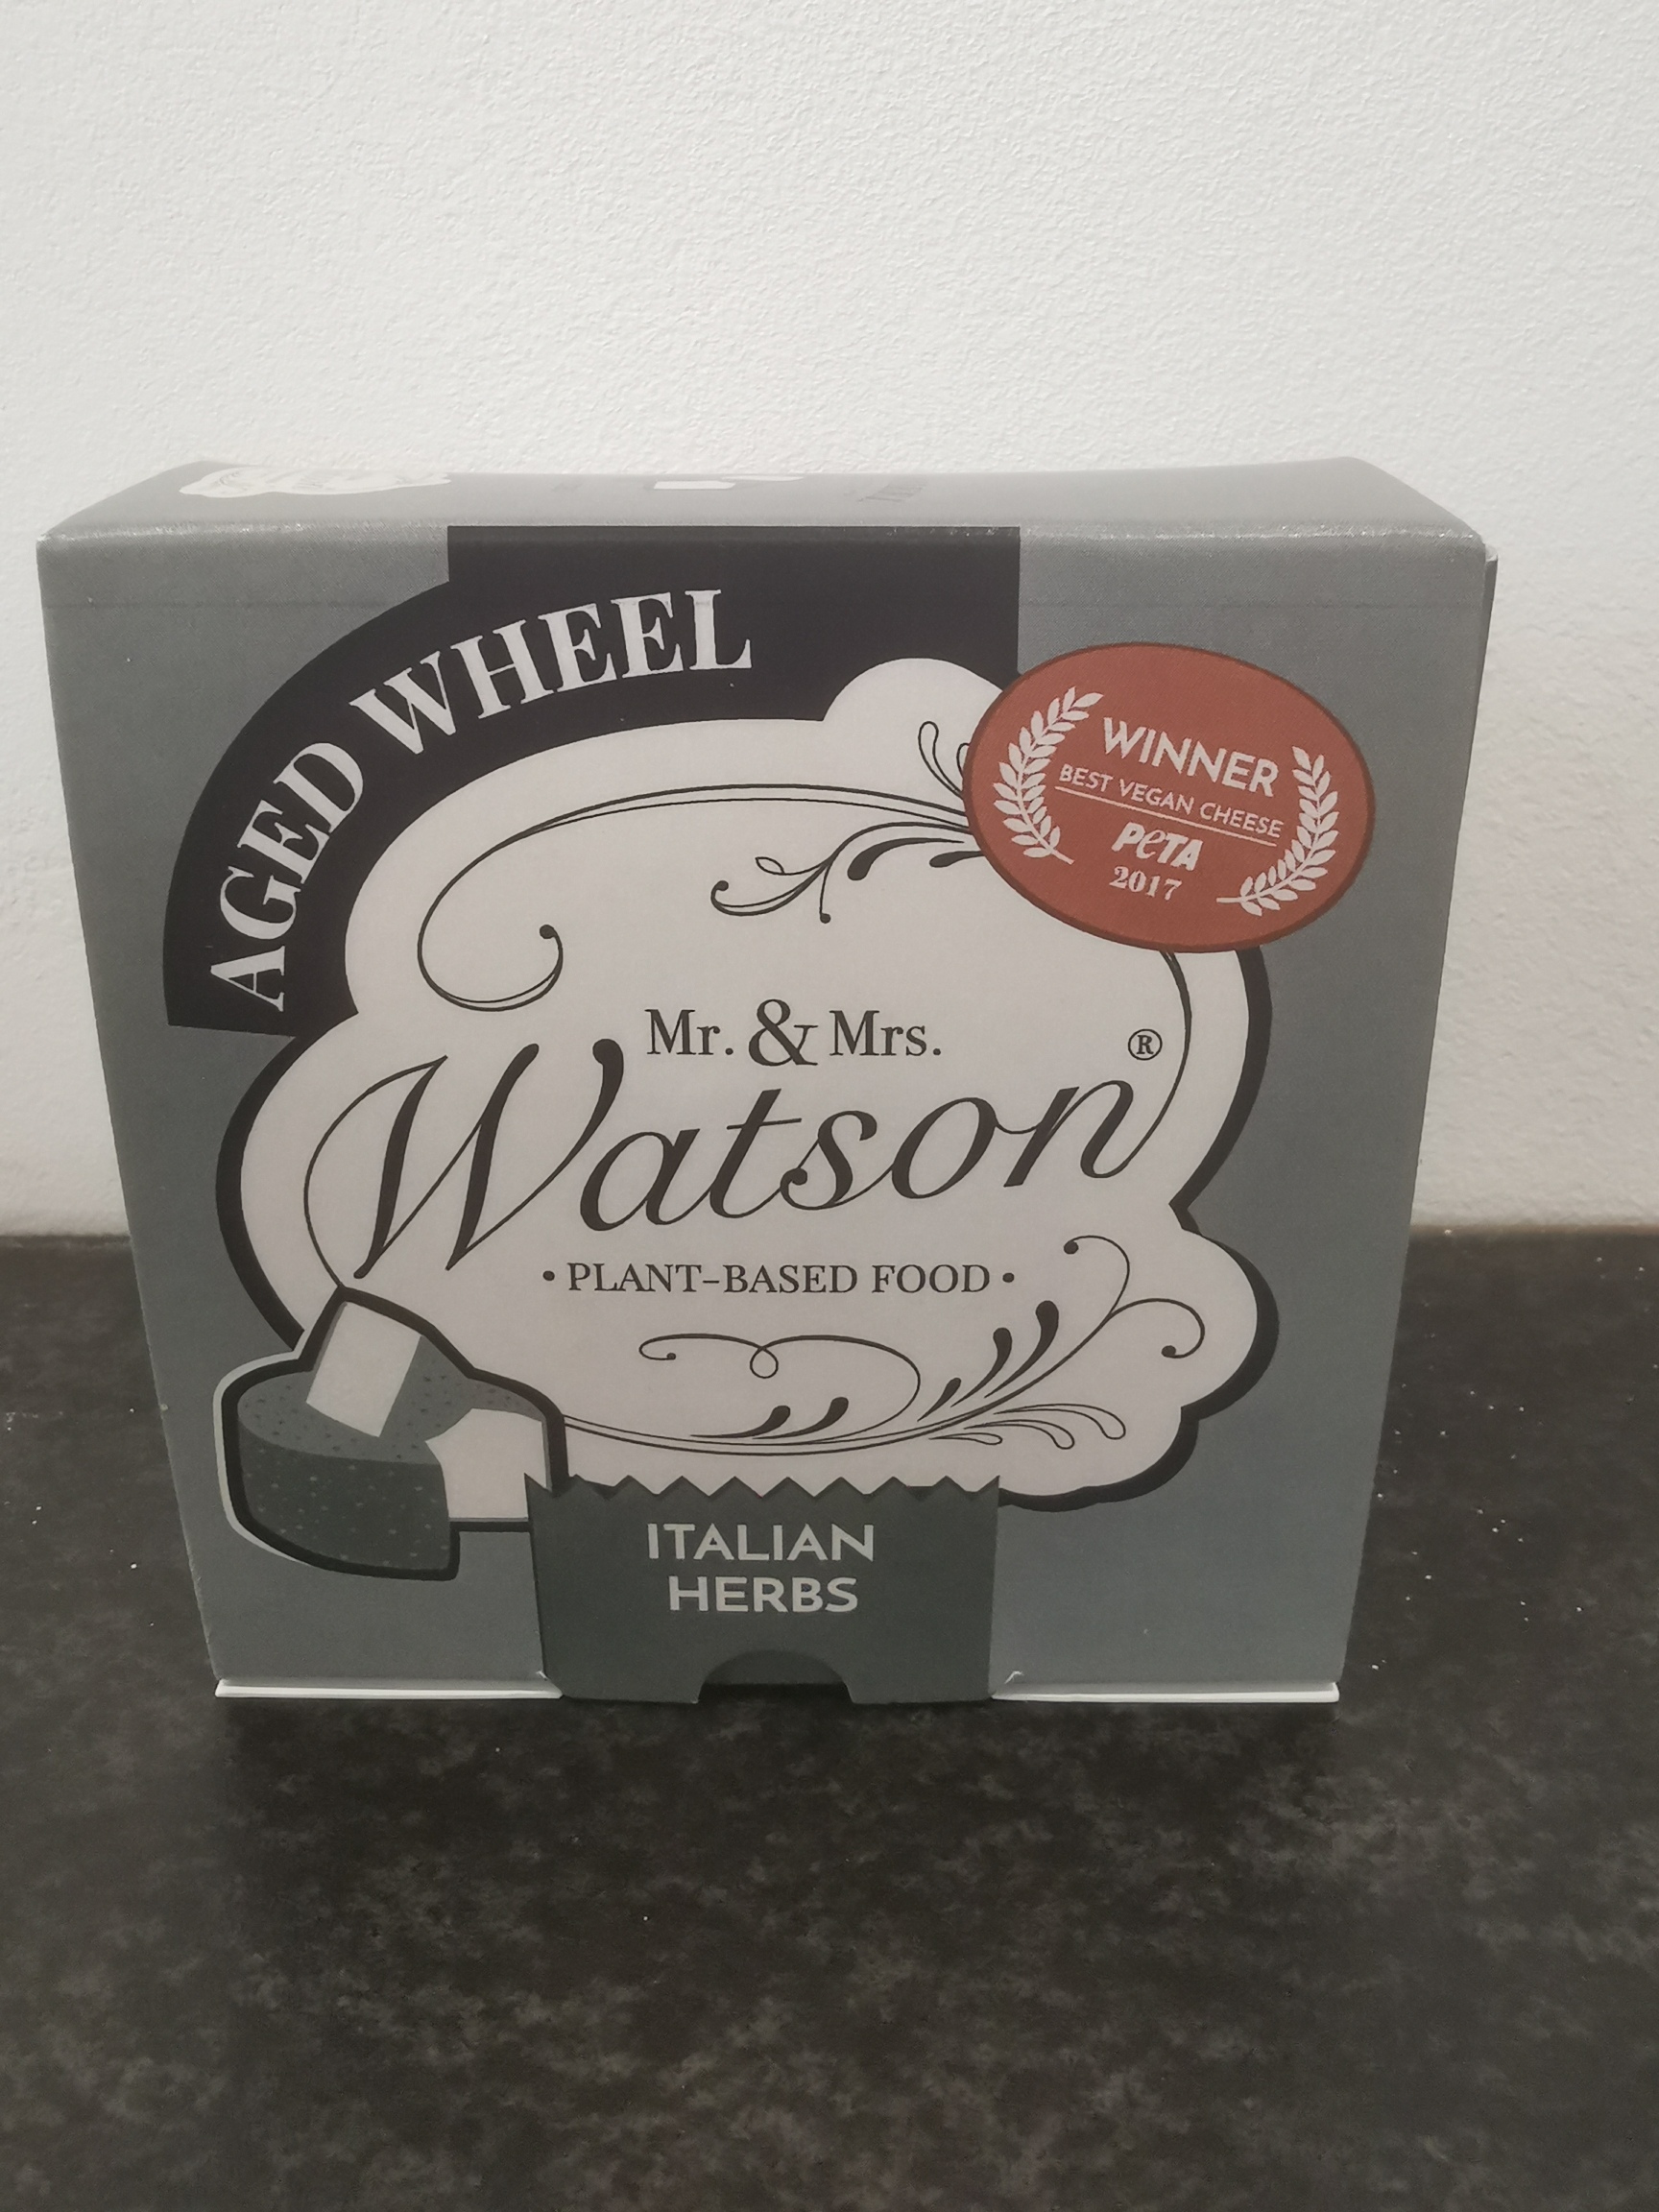 AGED WHEEL
WINNER
BEST VEGAN CHEESE
PETA
2017
Mr. & Mrs.
Watson®
• PLANT-BASED FOOD •
ITALIAN
HERBS